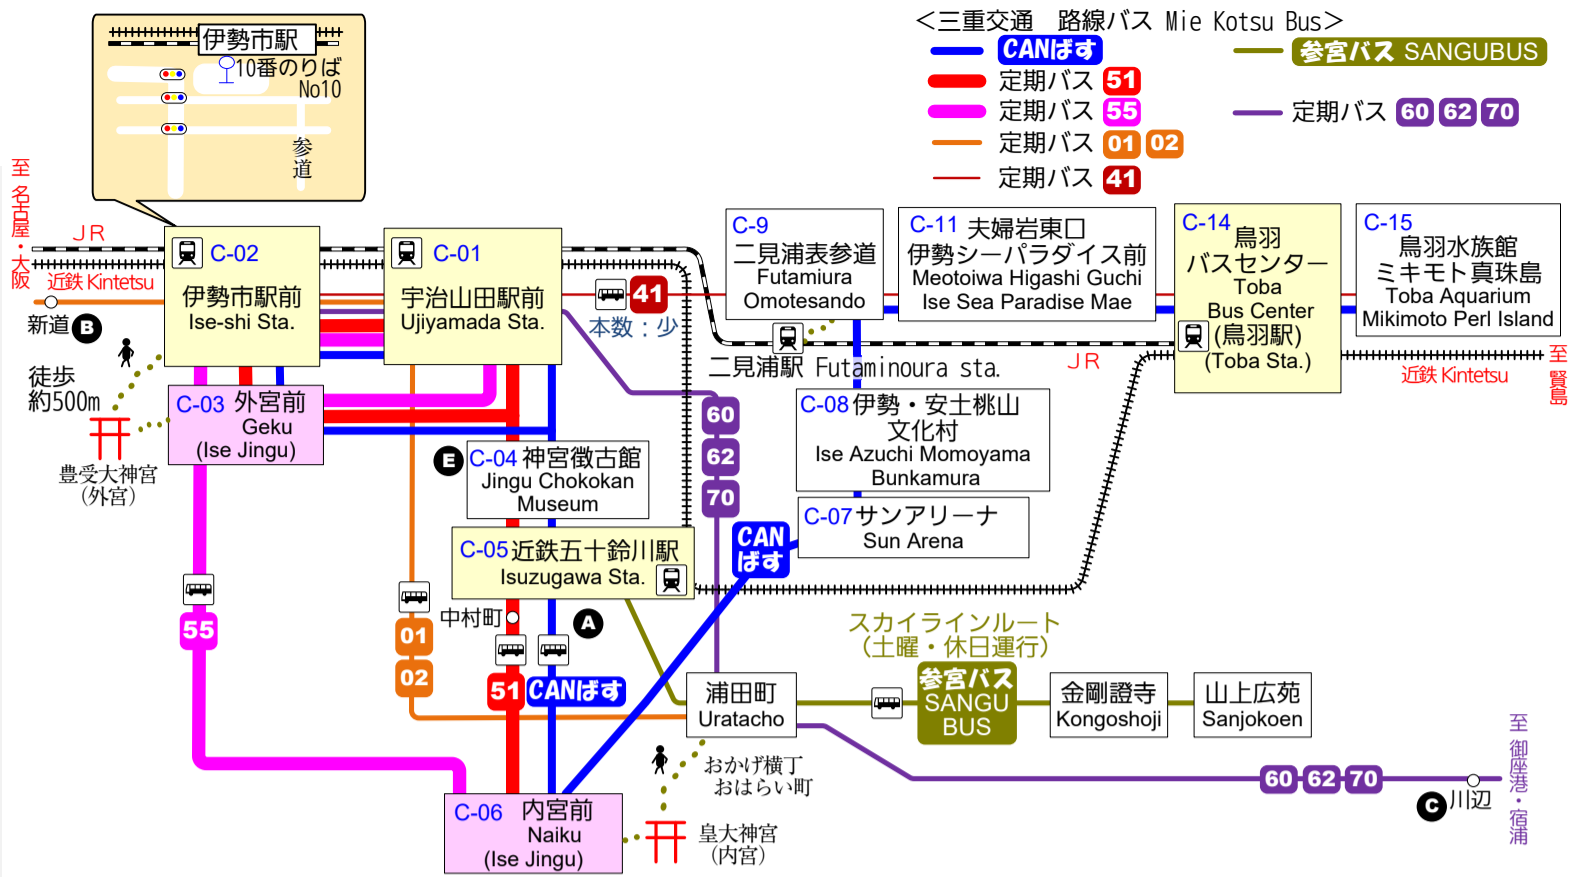 <三重交通　路線バス Mie Kotsu Bus>
CANばす
参宮バス SANGUBUS
定期バス 51
定期バス 55
定期バス 60 62 70
定期バス 01 02
定期バス 41
伊勢市駅
10番のりば
No10
参道
至 名古屋・大阪
JR
近鉄 Kintetsu
新道 B
C-02
伊勢市駅前
Ise-shi Sta.
C-01
宇治山田駅前
Ujiyamada Sta.
41
本数：少
C-9
二見浦表参道
Futamiura
Omotesando
C-11 夫婦岩東口
伊勢シーパラダイス前
Meotoiwa Higashi Guchi
Ise Sea Paradise Mae
C-14 鳥羽
バスセンター
Toba
Bus Center
(鳥羽駅)
(Toba Sta.)
C-15
鳥羽水族館
ミキモト真珠島
Toba Aquarium
Mikimoto Perl Island
二見浦駅 Futaminoura sta.
JR
近鉄 Kintetsu
至 賢島
徒歩
約500m
豊受大神宮
(外宮)
C-03 外宮前
Geku
(Ise Jingu)
E
C-04 神宮徴古館
Jingu Chokokan
Museum
60
62
70
C-08 伊勢・安土桃山
文化村
Ise Azuchi Momoyama
Bunkamura
C-07 サンアリーナ
Sun Arena
CAN
ばす
C-05 近鉄五十鈴川駅
Isuzugawa Sta.
中村町
A
55
01
02
51
CANばす
スカイラインルート
(土曜・休日運行)
参宮バス
SANGU
BUS
浦田町
Uratacho
金剛證寺
Kongoshoji
山上広苑
Sanjokoen
おかげ横丁
おはらい町
60 62 70
C 川辺
至 御座港・宿浦
C-06 内宮前
Naiku
(Ise Jingu)
皇大神宮
(内宮)